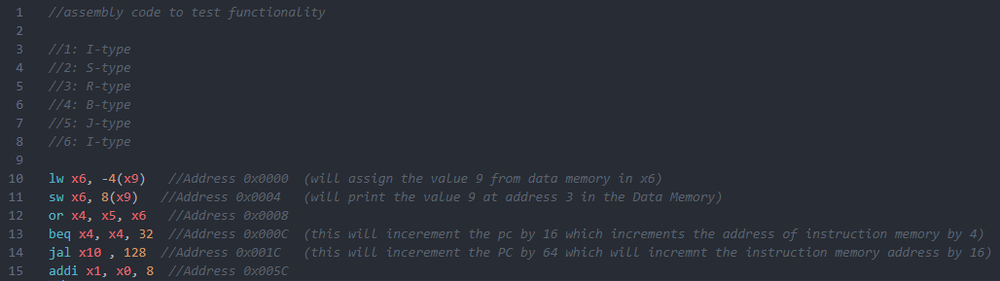 1 //assembly code to test functionality
2
3 //1: I-type
4 //2: S-type
5 //3: R-type
6 //4: B-type
7 //5: J-type
8 //6: I-type
9
10 lw x6, -4(x9) //Address 0x0000 (will assign the value 9 from data memory in x6)
11 sw x6, 8(x9) //Address 0x0004 (will print the value 9 at address 3 in the Data Memory)
12 or x4, x5, x6 //Address 0x0008
13 beq x4, x4, 32 //Address 0x000C (this will incerement the pc by 16 which increments the address of instruction memory by 4)
14 jal x10 , 128 //Address 0x001C (this will incerement the PC by 64 which will incremnt the instruction memory address by 16)
15 addi x1, x0, 8 //Address 0x005C